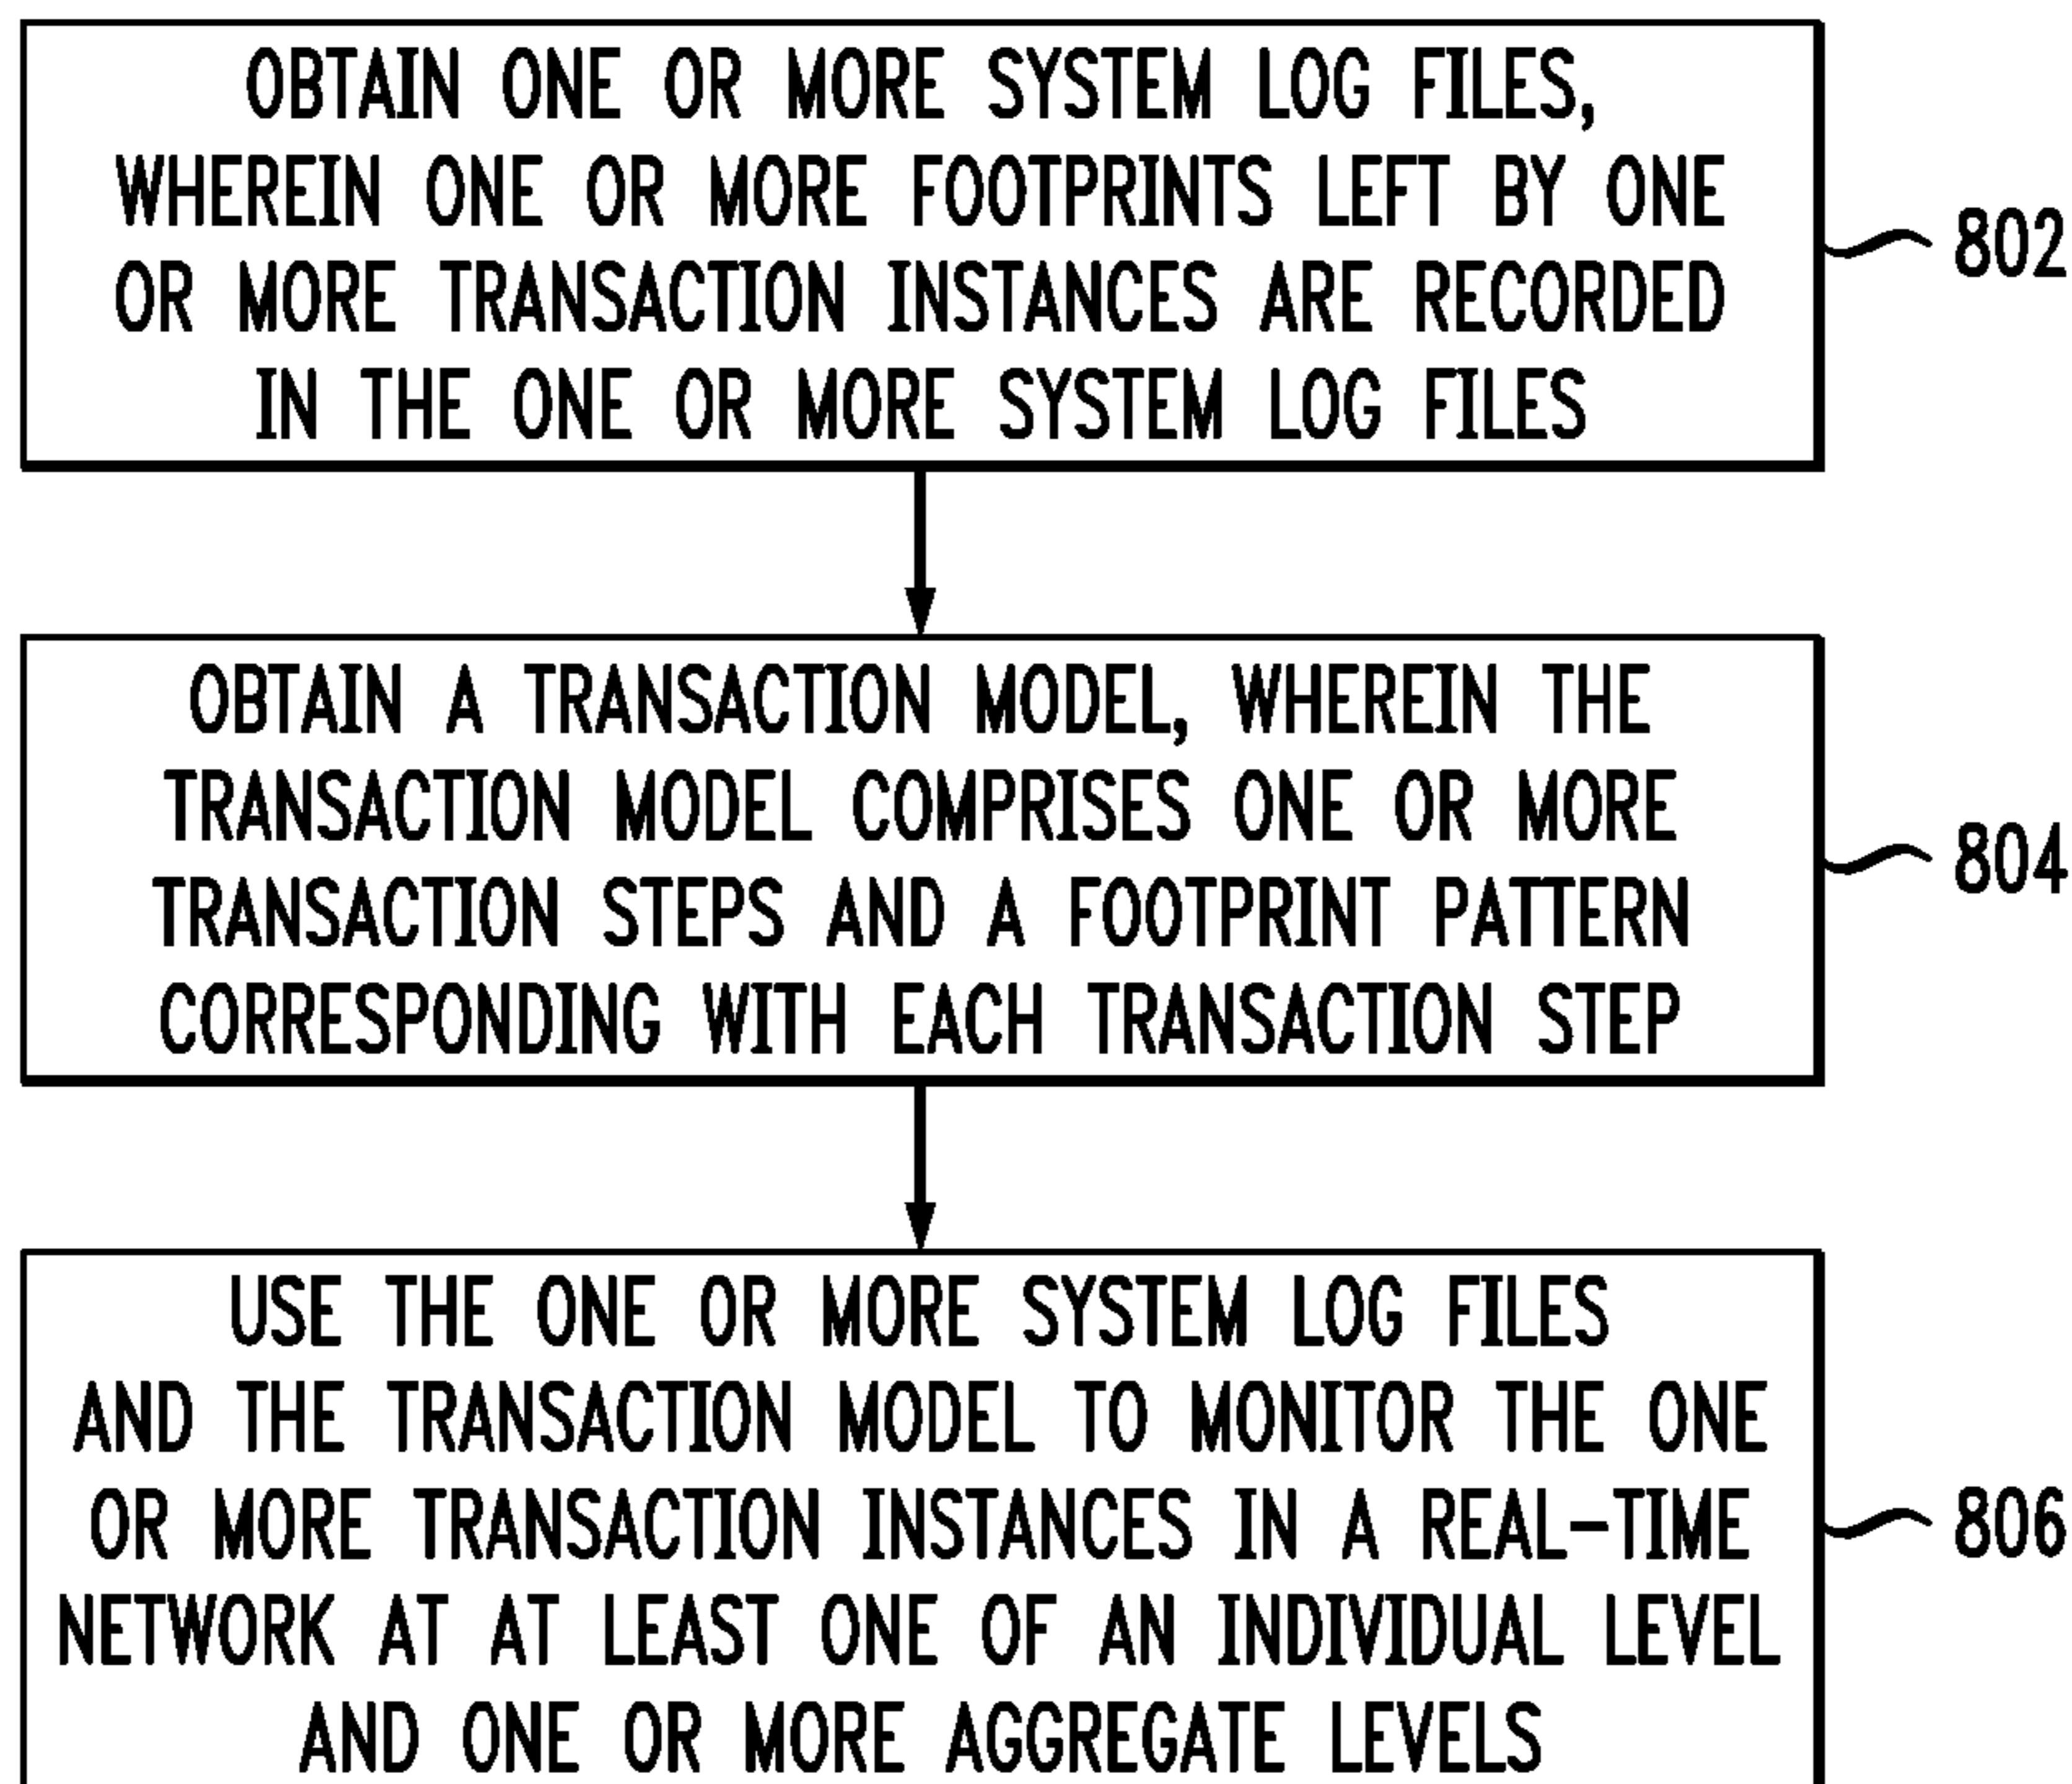 OBTAIN ONE OR MORE SYSTEM LOG FILES,
WHEREIN ONE OR MORE FOOTPRINTS LEFT BY ONE
OR MORE TRANSACTION INSTANCES ARE RECORDED
IN THE ONE OR MORE SYSTEM LOG FILES
802
OBTAIN A TRANSACTION MODEL, WHEREIN THE
TRANSACTION MODEL COMPRISES ONE OR MORE
TRANSACTION STEPS AND A FOOTPRINT PATTERN
CORRESPONDING WITH EACH TRANSACTION STEP
804
USE THE ONE OR MORE SYSTEM LOG FILES
AND THE TRANSACTION MODEL TO MONITOR THE ONE
OR MORE TRANSACTION INSTANCES IN A REAL-TIME
NETWORK AT AT LEAST ONE OF AN INDIVIDUAL LEVEL
AND ONE OR MORE AGGREGATE LEVELS
806